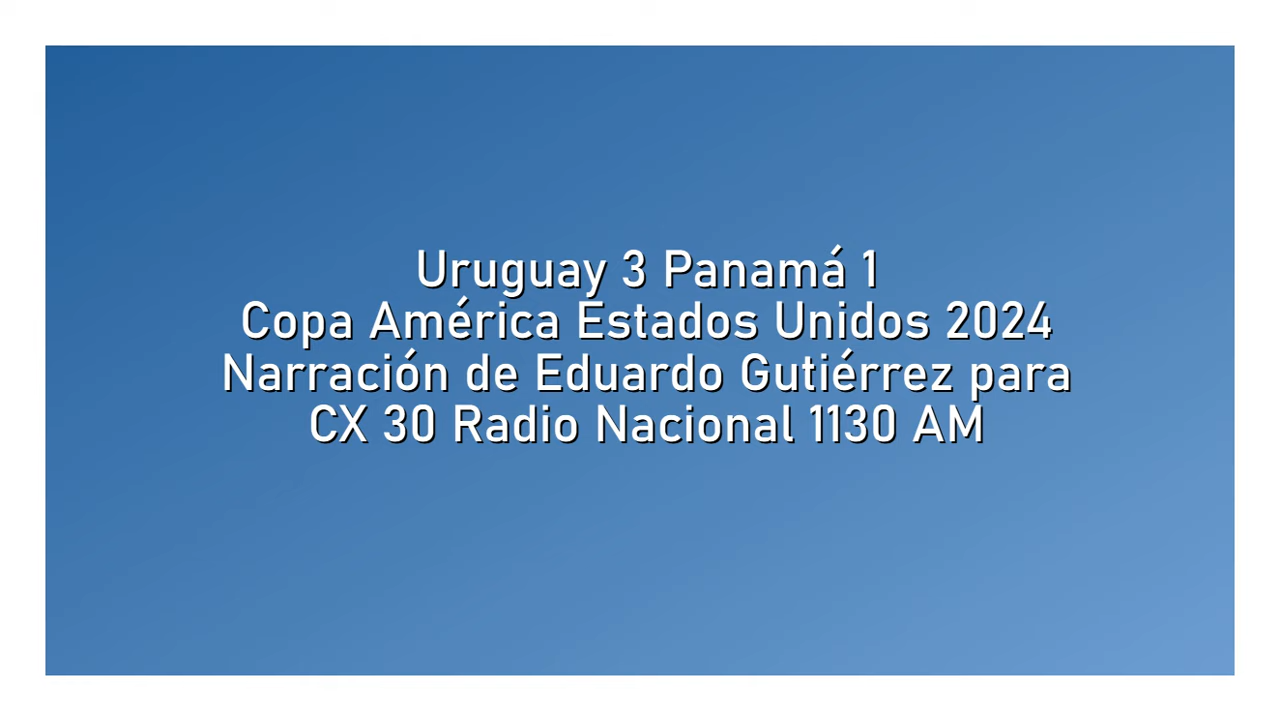 Uruguay 3 Panamá 1
Copa América Estados Unidos 2024
Narración de Eduardo Gutiérrez para
CX 30 Radio Nacional 1130 AM